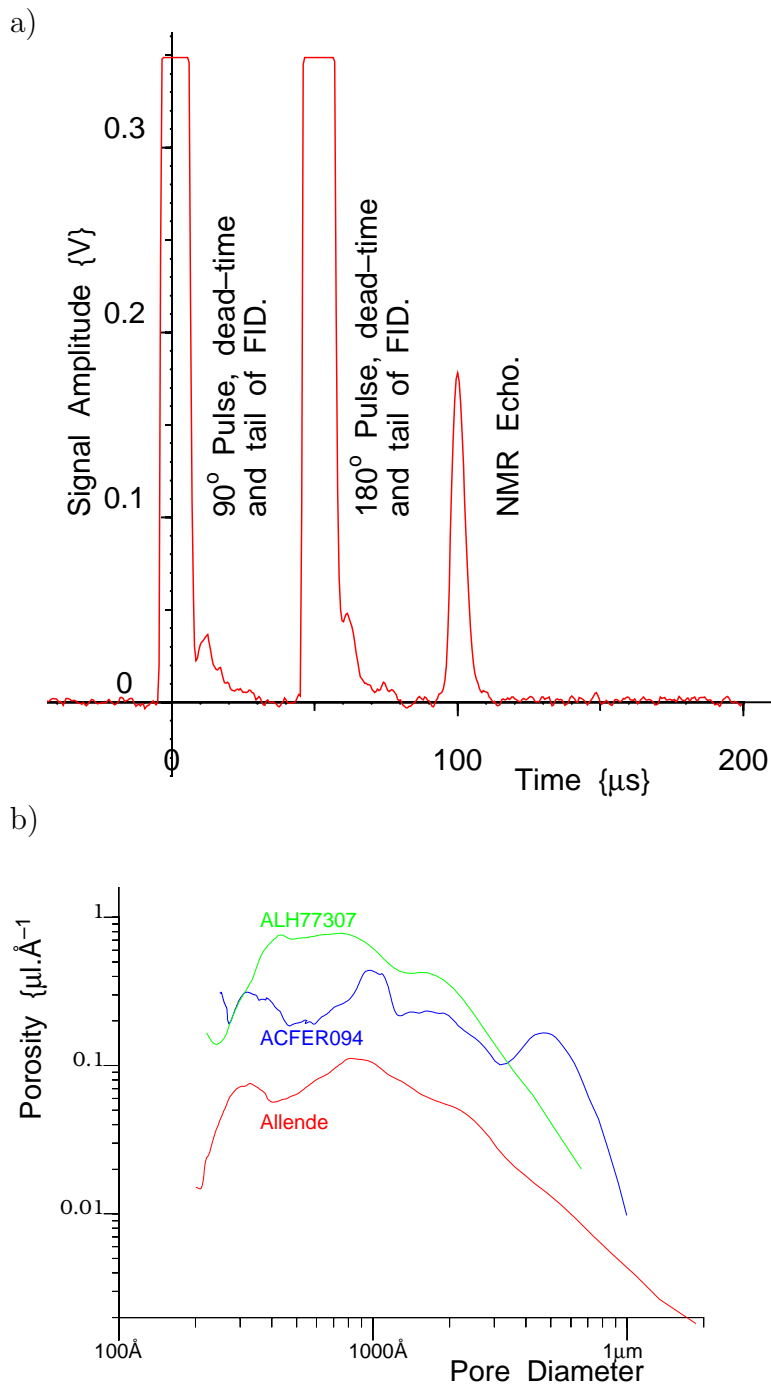 a)
Signal Amplitude {V}
0.3
0.2
0.1
0
90° Pulse, dead–time
and tail of FID.
180° Pulse, dead–time
and tail of FID.
NMR Echo.
0
100
200
Time {μs}
b)
Porosity {μl.Å⁻¹}
1
0.1
0.01
ALH77307
ACFER094
Allende
100Å
1000Å
1μm
Pore Diameter